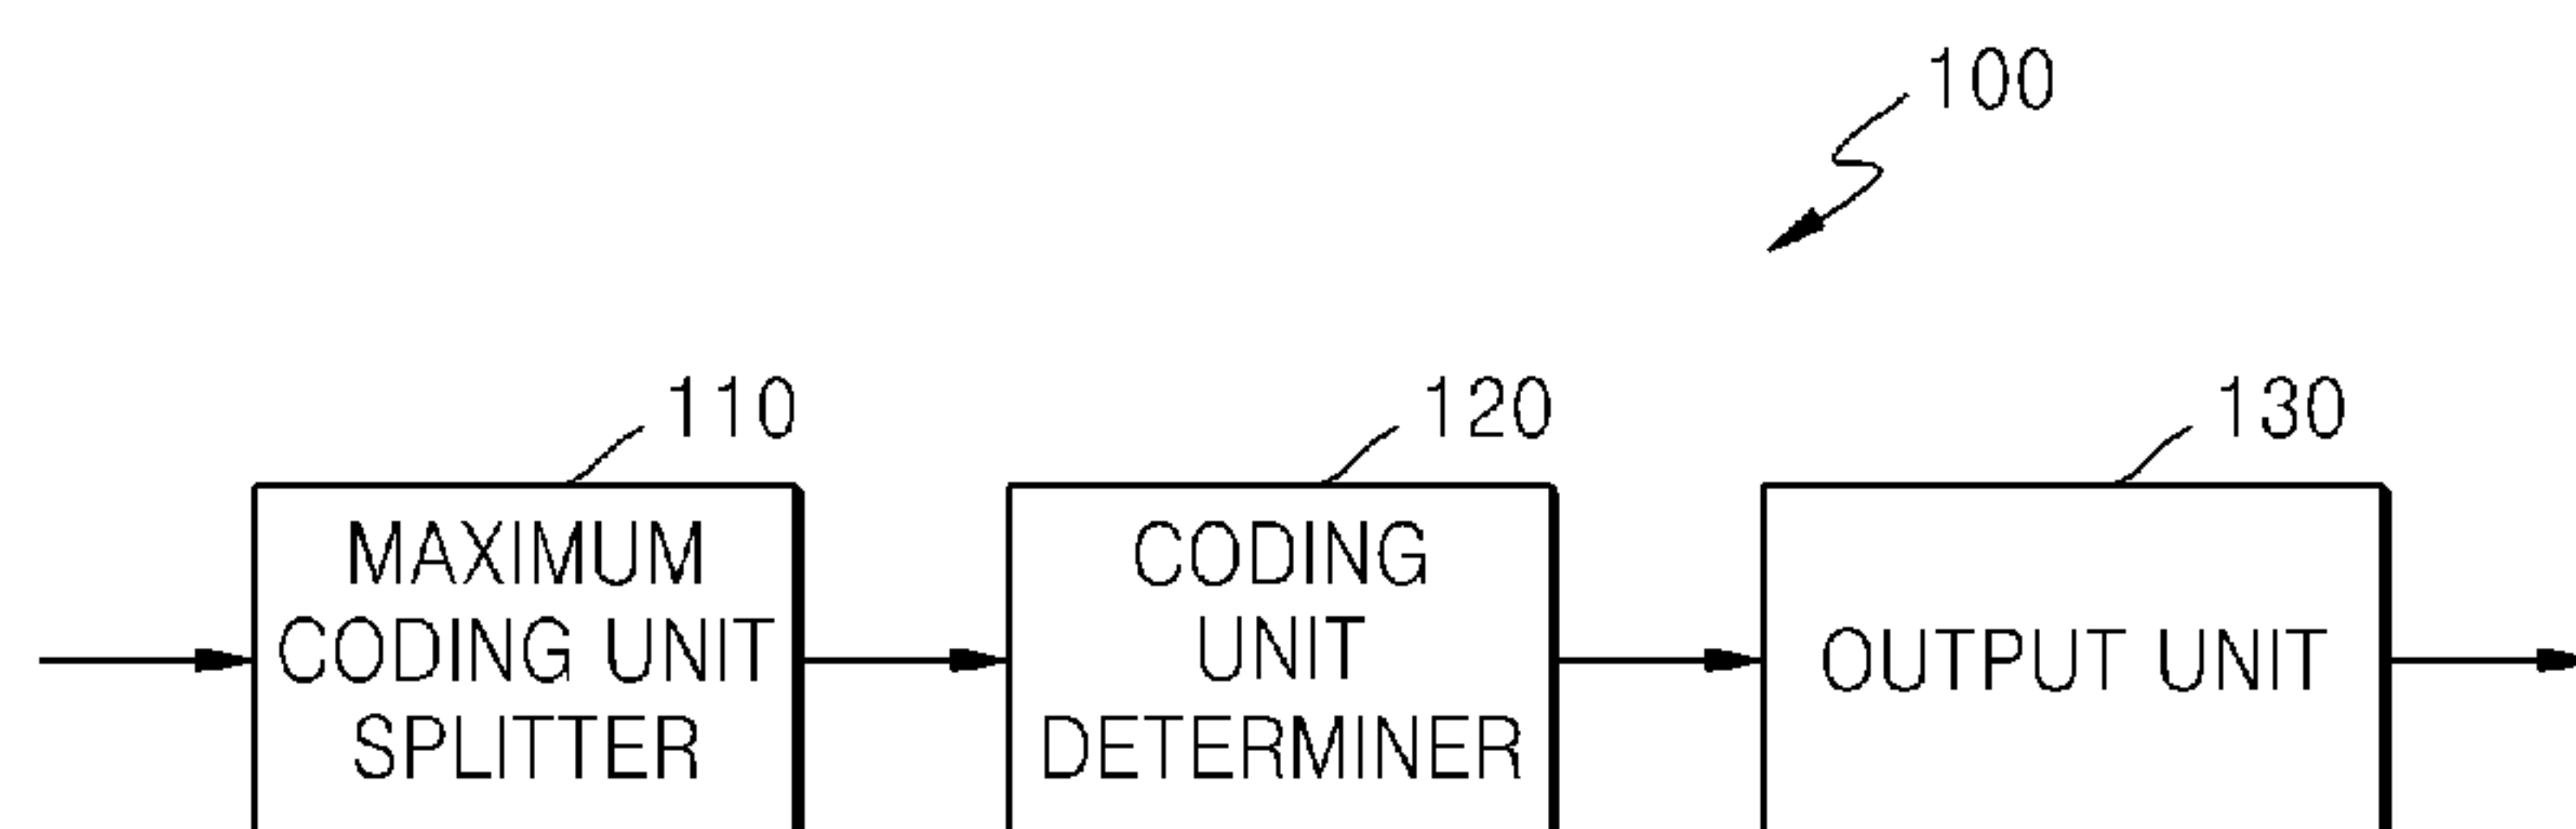 100
110
120
130
MAXIMUM
CODING UNIT
SPLITTER
CODING
UNIT
DETERMINER
OUTPUT UNIT